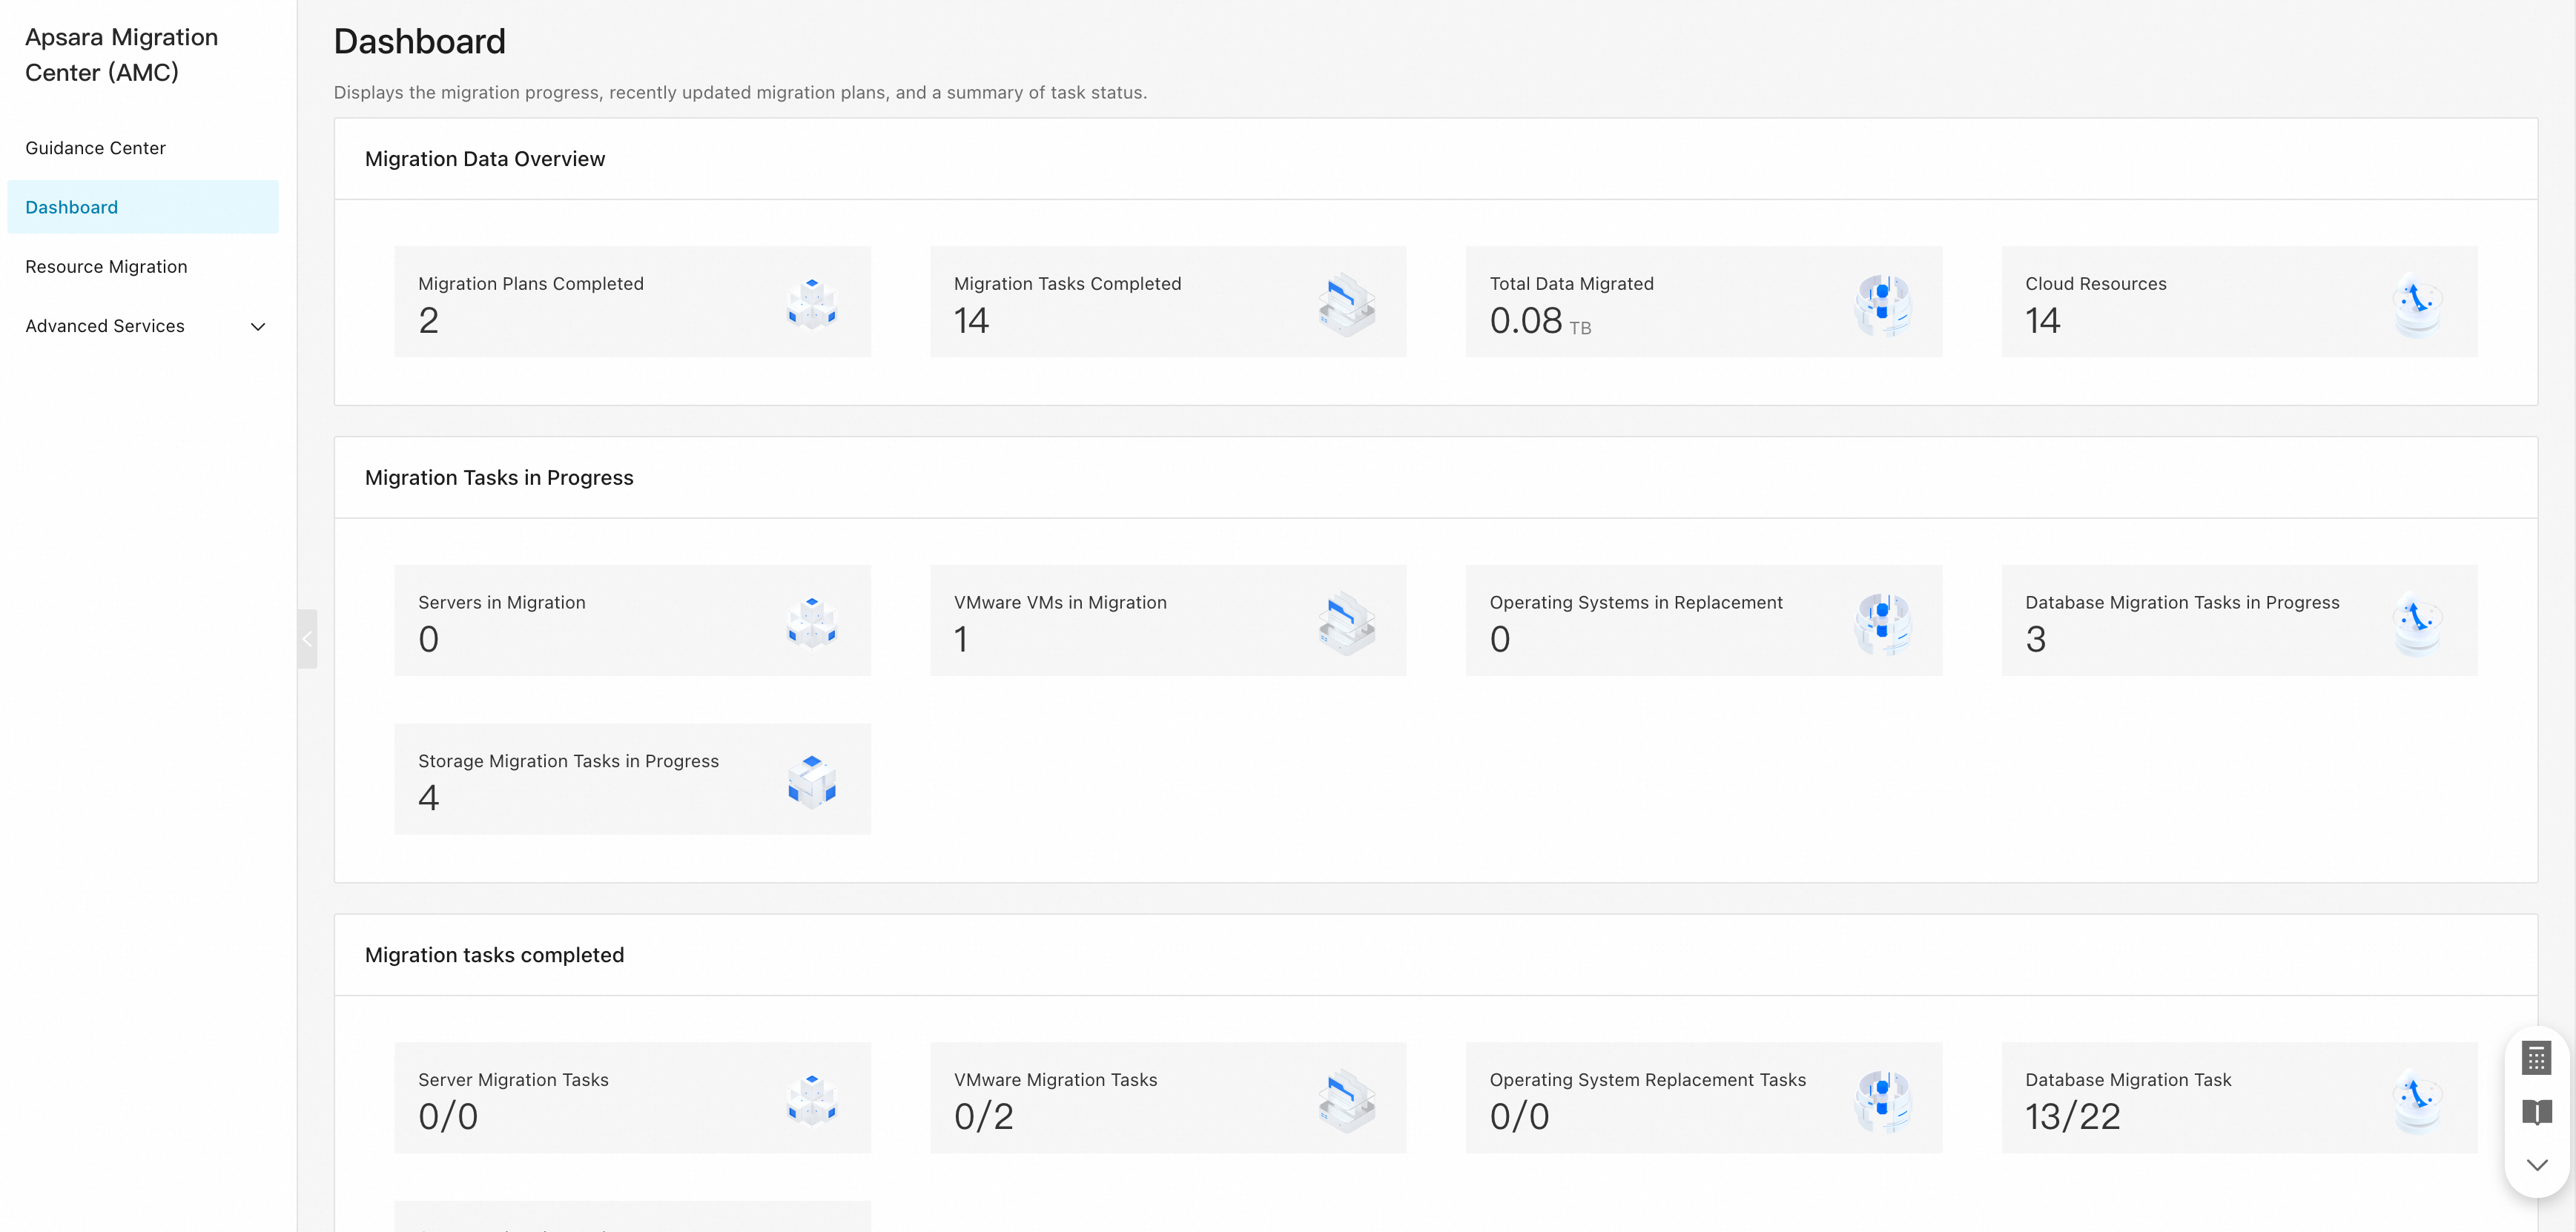 Apsara Migration
Center (AMC)
Guidance Center
Dashboard
Resource Migration
Advanced Services
Dashboard
Displays the migration progress, recently updated migration plans, and a summary of task status.
Migration Data Overview
Migration Plans Completed
2
Migration Tasks Completed
14
Total Data Migrated
0.08 TB
Cloud Resources
14
Migration Tasks in Progress
Servers in Migration
0
VMware VMs in Migration
1
Operating Systems in Replacement
0
Database Migration Tasks in Progress
3
Storage Migration Tasks in Progress
4
Migration tasks completed
Server Migration Tasks
0/0
VMware Migration Tasks
0/2
Operating System Replacement Tasks
0/0
Database Migration Task
13/22